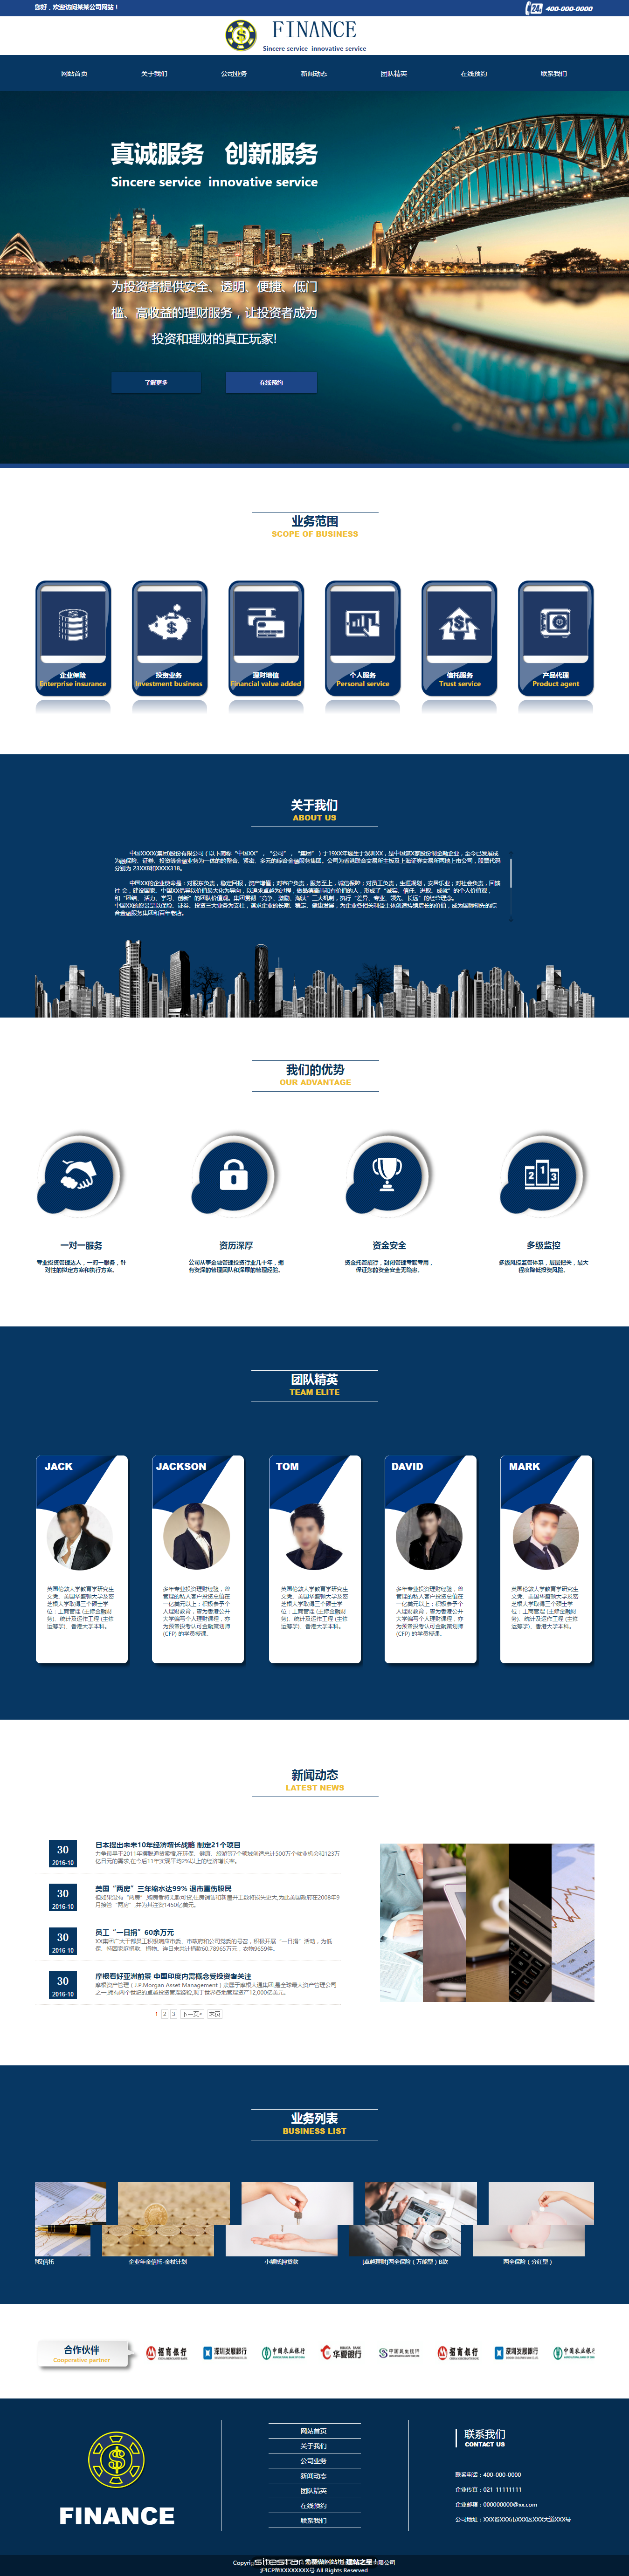 您好，欢迎访问某某公司网站！
24 400-000-0000
FINANCE
Sincere service innovative service
网站首页 关于我们 公司业务 新闻动态 团队精英 在线预约 联系我们
真诚服务 创新服务
Sincere service innovative service
为投资者提供安全、透明、便捷、低门
槛、高收益的理财服务，让投资者成为
投资和理财的真正玩家!
了解更多 在线预约
业务范围
SCOPE OF BUSINESS
企业保险 投资业务 理财增值 个人服务 信托服务 产品代理
Enterprise insurance Investment business Financial value added Personal service Trust service Product agent
关于我们
ABOUT US
中国XXXX(集团)股份有限公司（以下简称“中国XX”，“公司”，“集团”）于19XX年诞生于深圳XX，是中国第X家股份制金融企业，至今已发展成
为融保险、证券、投资等金融业务为一体的的整合、紧密、多元的综合金融服务集团。公司为香港联合交易所主板及上海证券交易所两地上市公司，股票代码
分别为 23XX8和XXXX318。
中国XX的企业使命是：对股东负责，稳定回报，资产增值；对客户负责，服务至上，诚信保障；对员工负责，生涯规划，安居乐业；对社会负责，回馈
社 会，建设国家。中国XX倡导以价值最大化为导向，以追求卓越为过程，做品德高尚和有价值的人，形成了“诚实、信任、进取、成就”的个人价值观，
和“团结、 活力、学习、创新”的团队价值观。集团贯彻“竞争、激励、淘汰”三大机制，执行“差异、专业、领先、长远”的经营理念。
中国XX的愿景是以保险、证券、投资三大业务为支柱，谋求企业的长期、稳定、健康发展，为企业各相关利益主体创造持续增长的价值，成为国际领先的综
合金融服务集团和百年老店。
我们的优势
OUR ADVANTAGE
一对一服务 资历深厚 资金安全 多级监控
专业投资管理达人，一对一服务，针
对性的拟定方案和执行方案。
公司从事金融管理投资行业几十年，拥
有资深的管理团队和深厚的管理经验。
资金托管银行，封闭管理专款专用，
保证您的资金安全无隐患。
多级风控监管体系，层层把关，最大
程度降低投资风险。
团队精英
TEAM ELITE
JACK JACKSON TOM DAVID MARK
英国伦敦大学教育学研究生
文凭、美国华盛顿大学及密
芝根大学取得三个硕士学
位：工商管理 (主修金融财
务)、统计及运作工程 (主修
运筹学)、香港大学本科。
多年专业投资理财经验，曾
管理的私人客户投资总值在
一亿美元以上；积极参予个
人理财教育，曾为香港公开
大学编写个人理财课程，亦
为预备投考认可金融策划师
(CFP) 的学员授课。
英国伦敦大学教育学研究生
文凭、美国华盛顿大学及密
芝根大学取得三个硕士学
位：工商管理 (主修金融财
务)、统计及运作工程 (主修
运筹学)、香港大学本科。
多年专业投资理财经验，曾
管理的私人客户投资总值在
一亿美元以上；积极参予个
人理财教育，曾为香港公开
大学编写个人理财课程，亦
为预备投考认可金融策划师
(CFP) 的学员授课。
英国伦敦大学教育学研究生
文凭、美国华盛顿大学及密
芝根大学取得三个硕士学
位：工商管理 (主修金融财
务)、统计及运作工程 (主修
运筹学)、香港大学本科。
新闻动态
LATEST NEWS
30
2016-10
日本提出未来10年经济增长战略 制定21个项目
力争能早于2011年摆脱通货紧缩,在环保、健康、旅游等7个领域创造总计500万个就业机会和123万
亿日元的需求,在今后11年实现平均2%以上的经济增长率。
30
2016-10
美国“两房”三年缩水达99% 退市重伤股民
但如果没有“两房”,购房者将无款可贷,住房销售和新屋开工数将损失更大,为此美国政府在2008年9
月接管“两房”,并为其注资1450亿美元。
30
2016-10
员工“一日捐”60余万元
XX集团广大干部员工积极响应市委、市政府和公司党委的号召，积极开展“一日捐”活动，为低
保、特困家庭捐款、捐物。连日来共计捐款60.78965万元，衣物9659件。
30
2016-10
摩根看好亚洲前景 中国印度内需概念受投资者关注
摩根资产管理（J.P. Morgan Asset Management）隶属于摩根大通集团,是全球最大资产管理公司
之一,拥有两个世纪的卓越投资管理经验,现于世界各地管理资产12,000亿美元。
1 2 3 下一页> 末页
业务列表
BUSINESS LIST
权信托 企业年金信托-金杖计划 小额抵押贷款 [卓越理财]两全保险（万能型）B款 两全保险（分红型）
合作伙伴
Cooperative partner
招商银行 深圳发展银行 中国农业银行 华夏银行 中国民生银行 招商银行 深圳发展银行 中国农业银行
FINANCE
网站首页
关于我们
公司业务
新闻动态
团队精英
在线预约
联系我们
联系我们
CONTACT US
联系电话：400-000-0000
企业传真：021-11111111
企业邮箱：000000000@xx.com
公司地址：XXX省XXX市XXX区XXX大道XXX号
sitestar 免费做网站用 建站之星！
沪ICP备XXXXXXXX号 All Rights Reserved